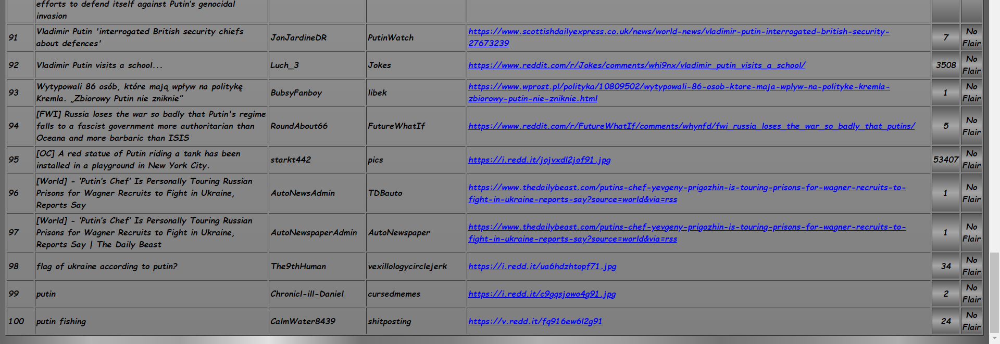 efforts to defend itself against Putin's genocidal
invasion
91
Vladimir Putin 'interrogated British security chiefs
about defences'
JonJardineDR
PutinWatch
https://www.scottishdailyexpress.co.uk/news/world-news/vladimir-putin-interrogated-british-security-
27673239
7
No
Flair
92
Vladimir Putin visits a school...
Luch_3
Jokes
https://www.reddit.com/r/Jokes/comments/whi9nx/vladimir_putin_visits_a_school/
3508
No
Flair
93
Wytypowali 86 osób, które mają wpływ na politykę
Kremla. „Zbiorowy Putin nie zniknie”
BubsyFanboy
libek
https://www.wprost.pl/polityka/10809502/wytypowali-86-osob-ktore-maja-wplyw-na-polityke-kremla-
zbiorowy-putin-nie-zniknie.html
1
No
Flair
94
[FWI] Russia loses the war so badly that Putin's regime
falls to a fascist government more authoritarian than
Oceana and more barbaric than ISIS
RoundAbout66
FutureWhatIf
https://www.reddit.com/r/FutureWhatIf/comments/whynfd/fwi_russia_loses_the_war_so_badly_that_putins/
5
No
Flair
95
[OC] A red statue of Putin riding a tank has been
installed in a playground in New York City.
starkt442
pics
https://i.redd.it/jojvxdl2jof91.jpg
53407
No
Flair
96
[World] - ‘Putin’s Chef’ Is Personally Touring Russian
Prisons for Wagner Recruits to Fight in Ukraine,
Reports Say
AutoNewsAdmin
TDBauto
https://www.thedailybeast.com/putins-chef-yevgeny-prigozhin-is-touring-prisons-for-wagner-recruits-to-
fight-in-ukraine-reports-say?source=world&via=rss
1
No
Flair
97
[World] - ‘Putin’s Chef’ Is Personally Touring Russian
Prisons for Wagner Recruits to Fight in Ukraine,
Reports Say | The Daily Beast
AutoNewspaperAdmin
AutoNewspaper
https://www.thedailybeast.com/putins-chef-yevgeny-prigozhin-is-touring-prisons-for-wagner-recruits-to-
fight-in-ukraine-reports-say?source=world&via=rss
1
No
Flair
98
flag of ukraine according to putin?
The9thHuman
vexillologycirclejerk
https://i.redd.it/ua6hdzhtopf71.jpg
34
No
Flair
99
putin
Chronicl-ill-Daniel
cursedmemes
https://i.redd.it/c9gqsjowo4g91.jpg
2
No
Flair
100
putin fishing
CalmWater8439
shitposting
https://v.redd.it/fq916ew6l2g91
24
No
Flair